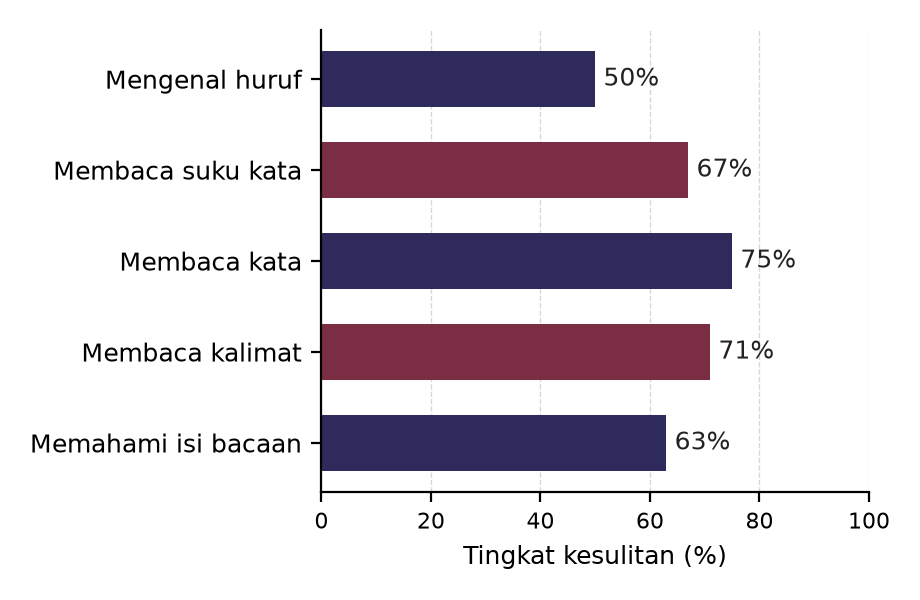 Mengenal huruf 50%
Membaca suku kata 67%
Membaca kata 75%
Membaca kalimat 71%
Memahami isi bacaan 63%
0 20 40 60 80 100
Tingkat kesulitan (%)